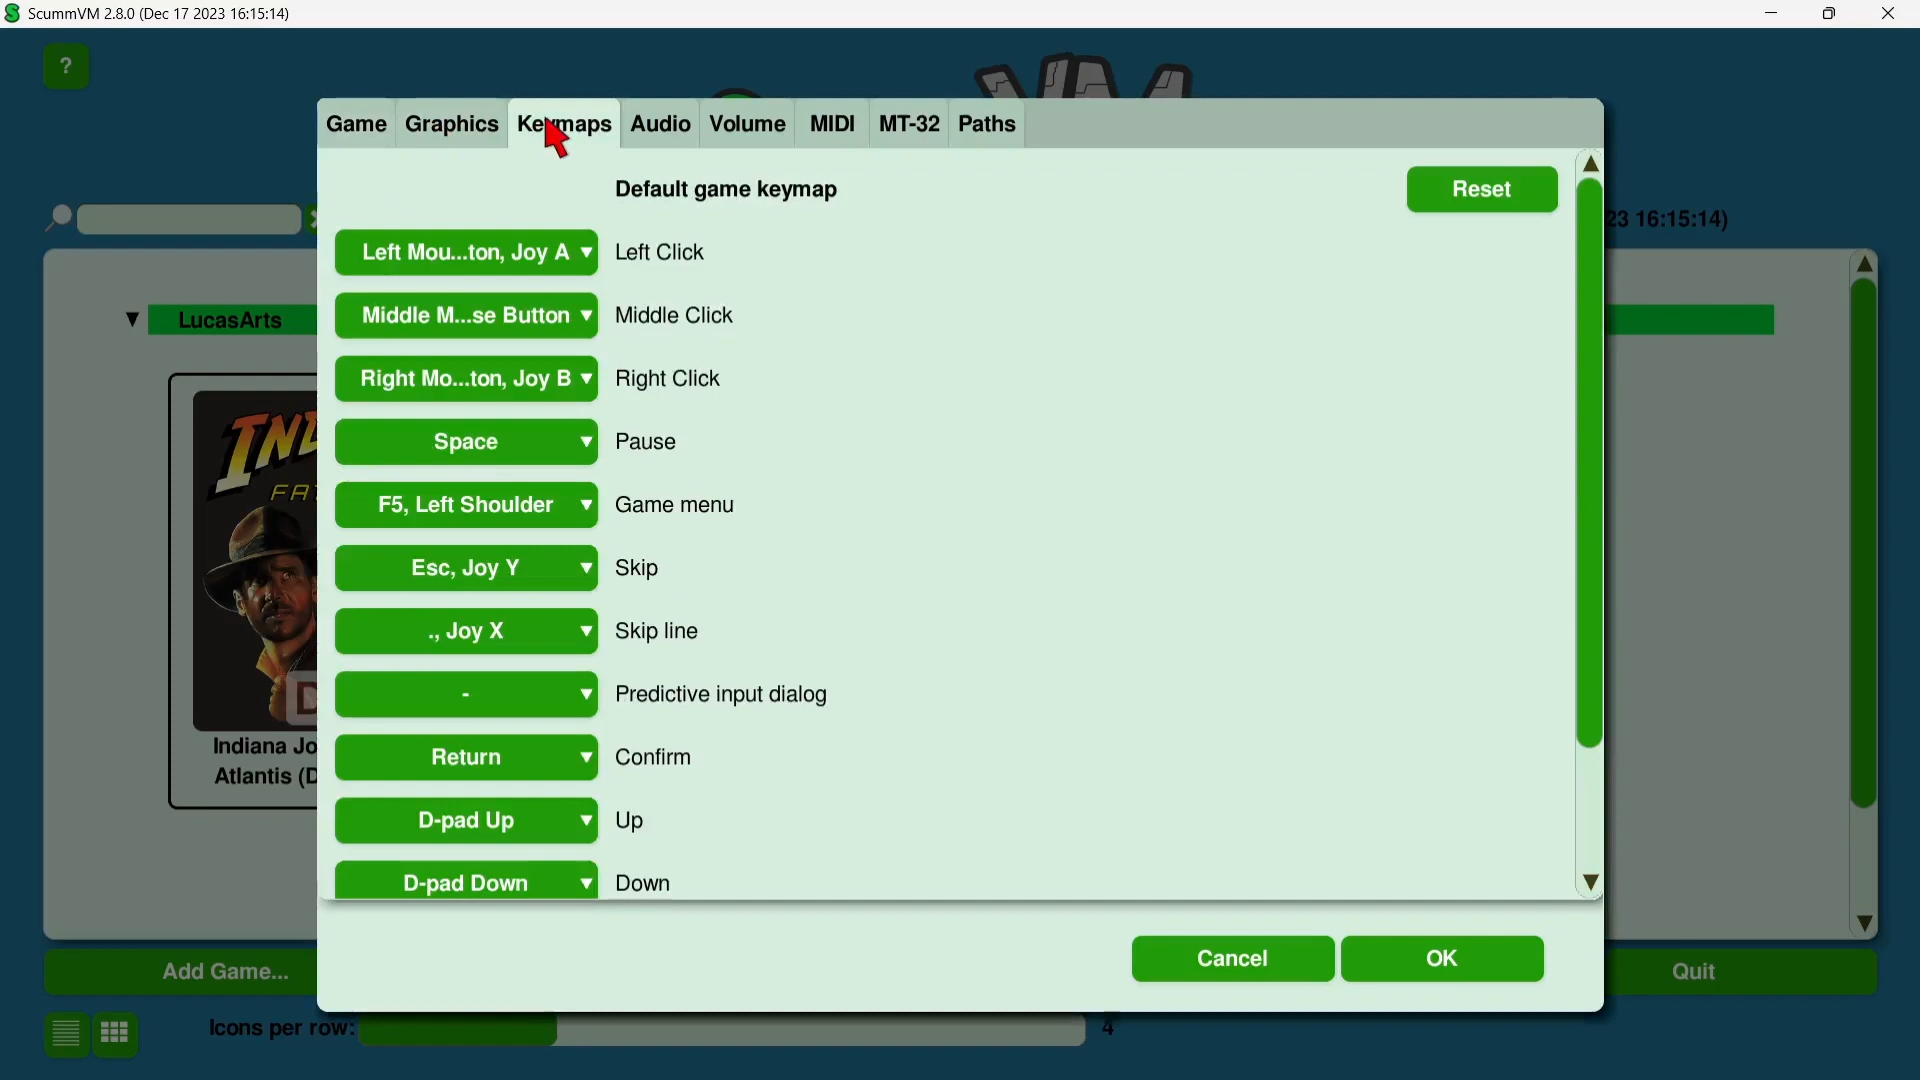 ScummVM 2.8.0 (Dec 17 2023 16:15:14)
?
Game Graphics Keymaps Audio Volume MIDI MT-32 Paths
Default game keymap Reset
23 16:15:14)
Left Mou...ton, Joy A Left Click
LucasArts
Middle M...se Button Middle Click
Right Mo...ton, Joy B Right Click
Space Pause
F5, Left Shoulder Game menu
Esc, Joy Y Skip
., Joy X Skip line
- Predictive input dialog
Indiana Jo
Return Confirm
Atlantis (D
D-pad Up Up
D-pad Down Down
Cancel OK
Add Game... Quit
Icons per row: 4